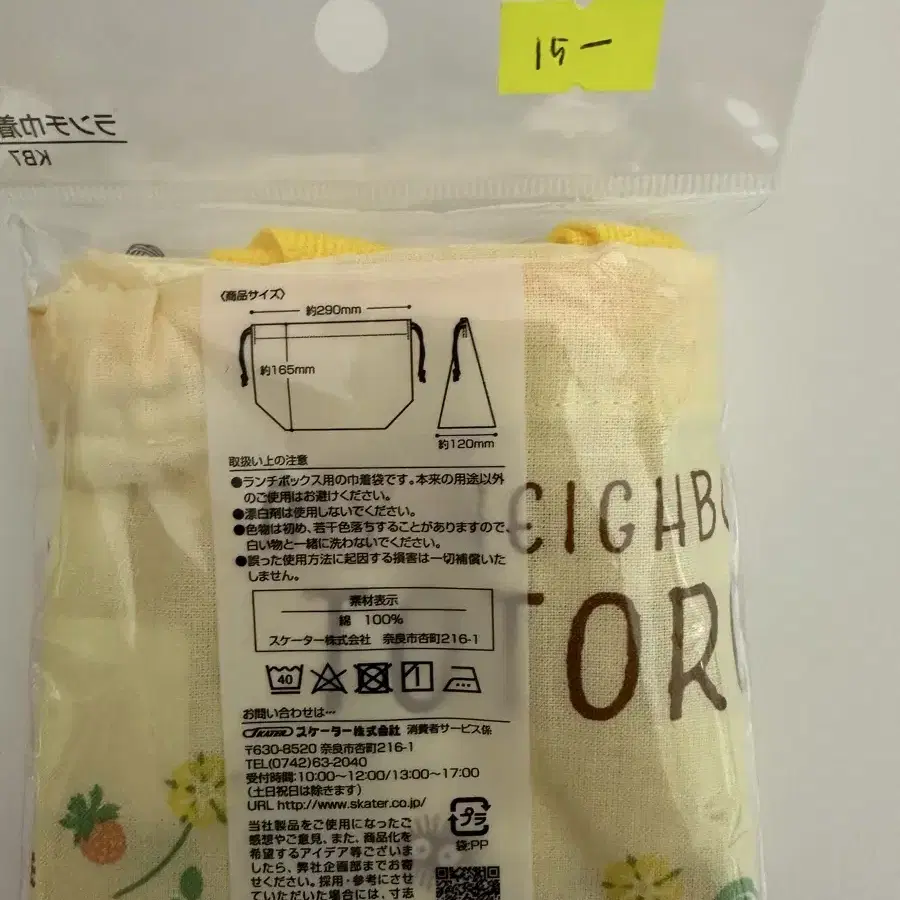 15-
ランチ巾着
KB7
〈商品サイズ〉
約290mm
約165mm
約120mm
取扱い上の注意
●ランチボックス用の巾着袋です。本来の用途以外
のご使用はお避けください。
●漂白剤は使用しないでください。
●色物は初め、若干色落ちすることがありますので、
白い物と一緒に洗わないでください。
●誤った使用方法に起因する損害は一切補償いた
しません。
素材表示
綿 100%
スケーター株式会社 奈良市杏町216-1
40
お問い合わせは…
SKATER スケーター株式会社 消費者サービス係
〒630-8520 奈良市杏町216-1
TEL(0742)63-2040
受付時間:10:00～12:00/13:00～17:00
(土日祝日は除きます)
URL http://www.skater.co.jp/
当社製品をご使用になったご
感想やご意見、また、商品化を
希望するアイデア等ございま
したら、弊社企画部までお寄
せください。採用・参考にさせ
ていただいた場合には、寸志
プラ
袋:PP
EIGHB
TOR